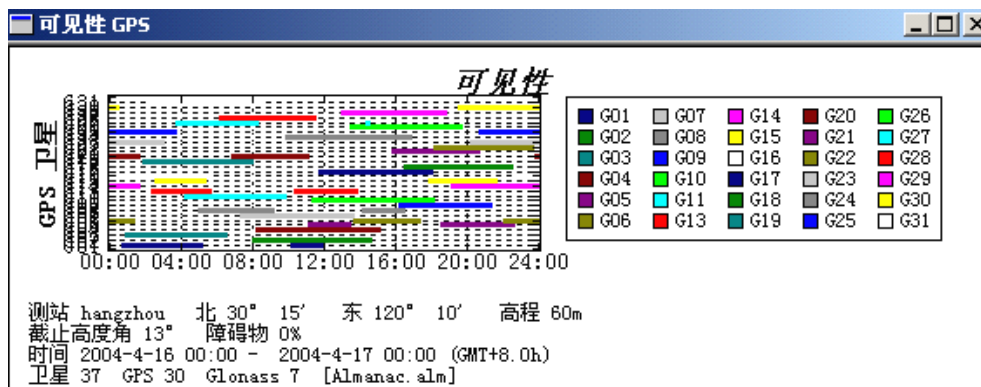 可见性 GPS
可见性
GPS 卫星
G01 G07 G14 G20 G26
G02 G08 G15 G21 G27
G03 G09 G16 G22 G28
G04 G10 G17 G23 G29
G05 G11 G18 G24 G30
G06 G13 G19 G25 G31
00:00 04:00 08:00 12:00 16:00 20:00 24:00
测站 hangzhou 北 30° 15′ 东 120° 10′ 高程 60m
截止高度角 13° 障碍物 0%
时间 2004-4-16 00:00 - 2004-4-17 00:00 (GMT+8.0h)
卫星 37 GPS 30 Glonass 7 [Almanac.alm]